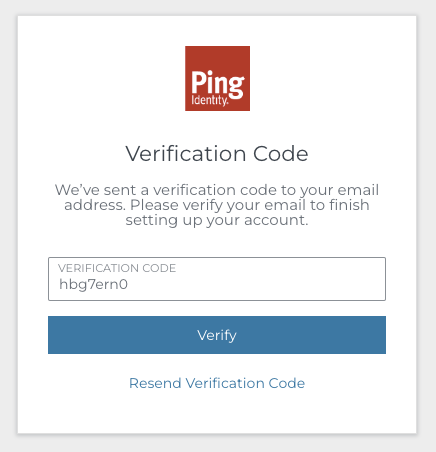 Ping
Identity.
Verification Code
We’ve sent a verification code to your email
address. Please verify your email to finish
setting up your account.
VERIFICATION CODE
hbg7ern0
Verify
Resend Verification Code